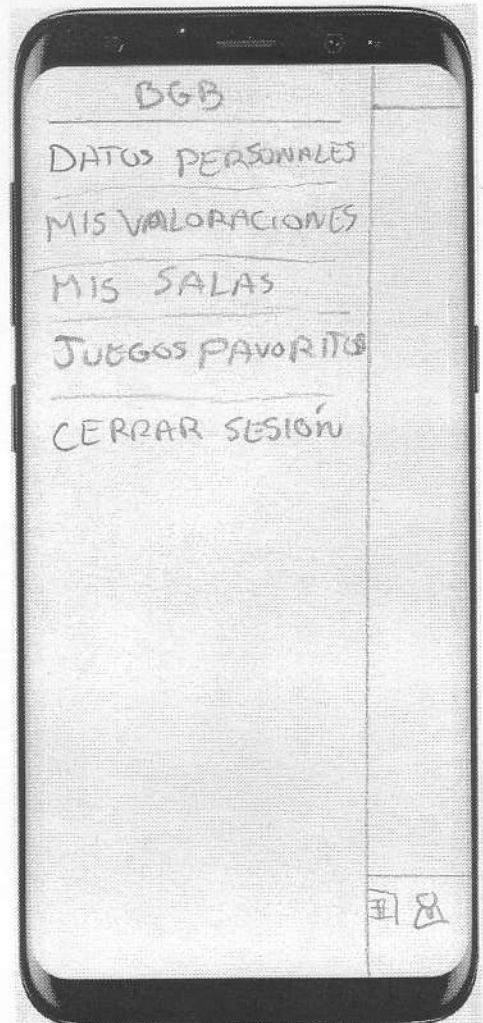 BGB
DATOS PERSONALES
MIS VALORACIONES
MIS SALAS
JUEGOS FAVORITOS
CERRAR SESIÓN